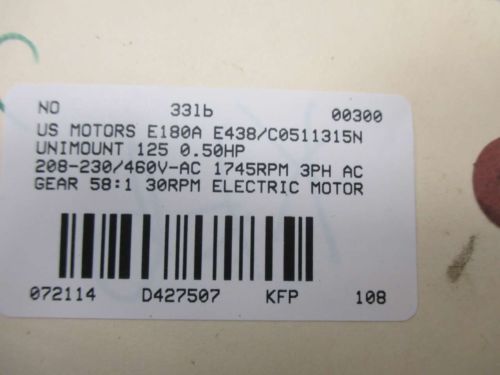 NO 33lb 00300
US MOTORS E180A E438/C0511315N
UNIMOUNT 125 0.50HP
208-230/460V-AC 1745RPM 3PH AC
GEAR 58:1 30RPM ELECTRIC MOTOR
072114 D427507 KFP 108